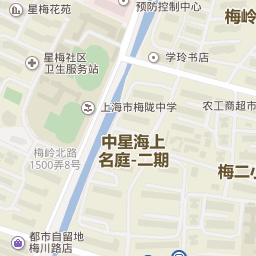 星梅花苑
预防控制中心
梅岭
星梅社区
卫生服务站
学玲书店
上海市梅陇中学
农工商超市
梅岭北路
1500弄8号
中星海上
名庭-二期
梅二小
都市自留地
梅川路店